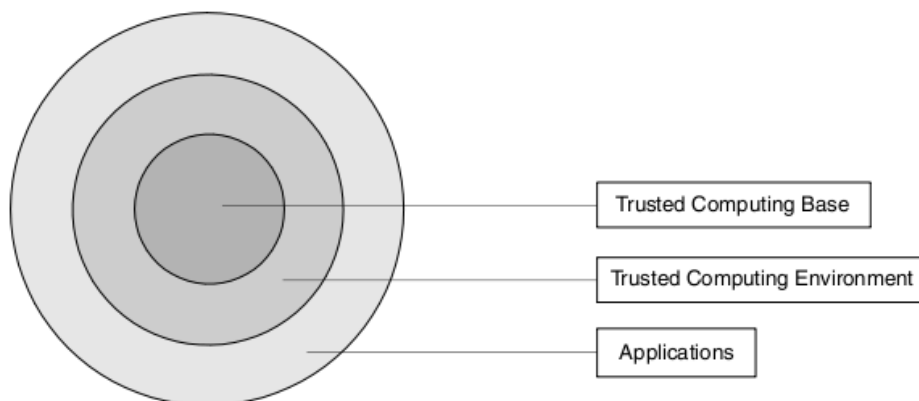 Trusted Computing Base
Trusted Computing Environment
Applications